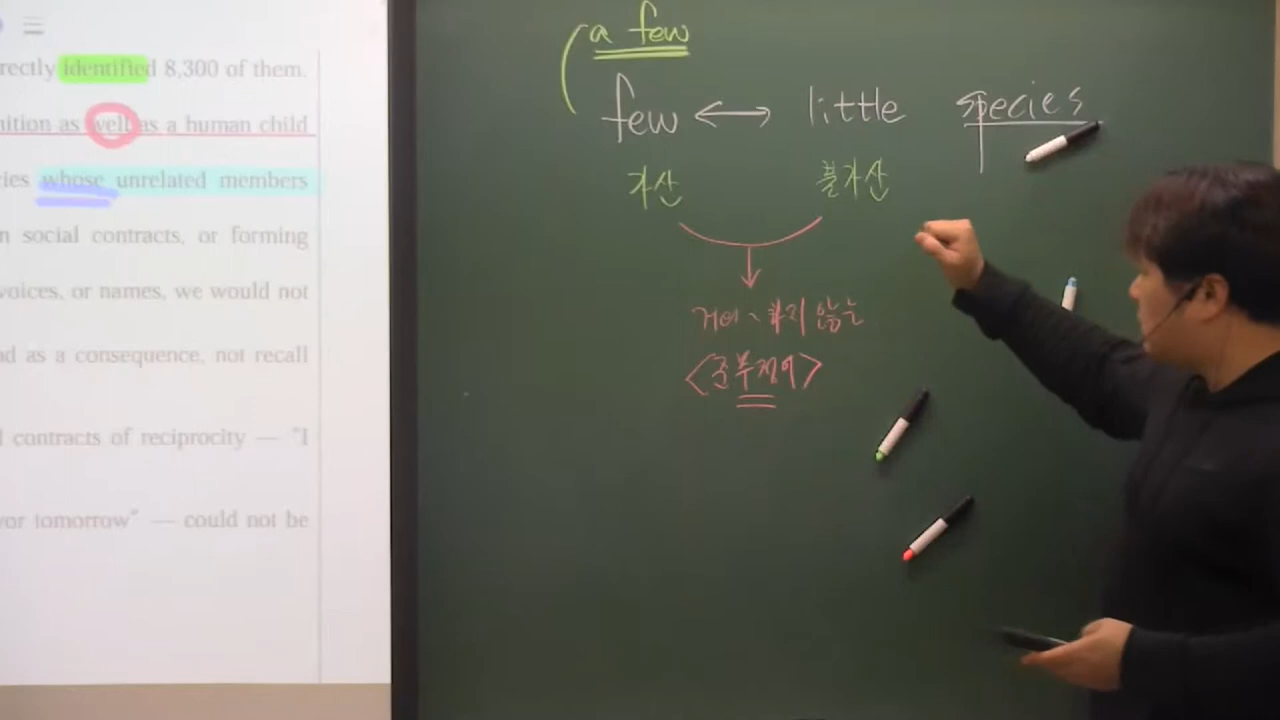 rectly identified 8,300 of them.
nition as well as a human child
cies whose unrelated members
n social contracts, or forming
voices, or names, we would not
nd as a consequence, not recall
l contracts of reciprocity — "I
vor tomorrow" — could not be
a few
few ↔ little species
가산 불가산
거의 ~ 하지 않는
<준부정어>